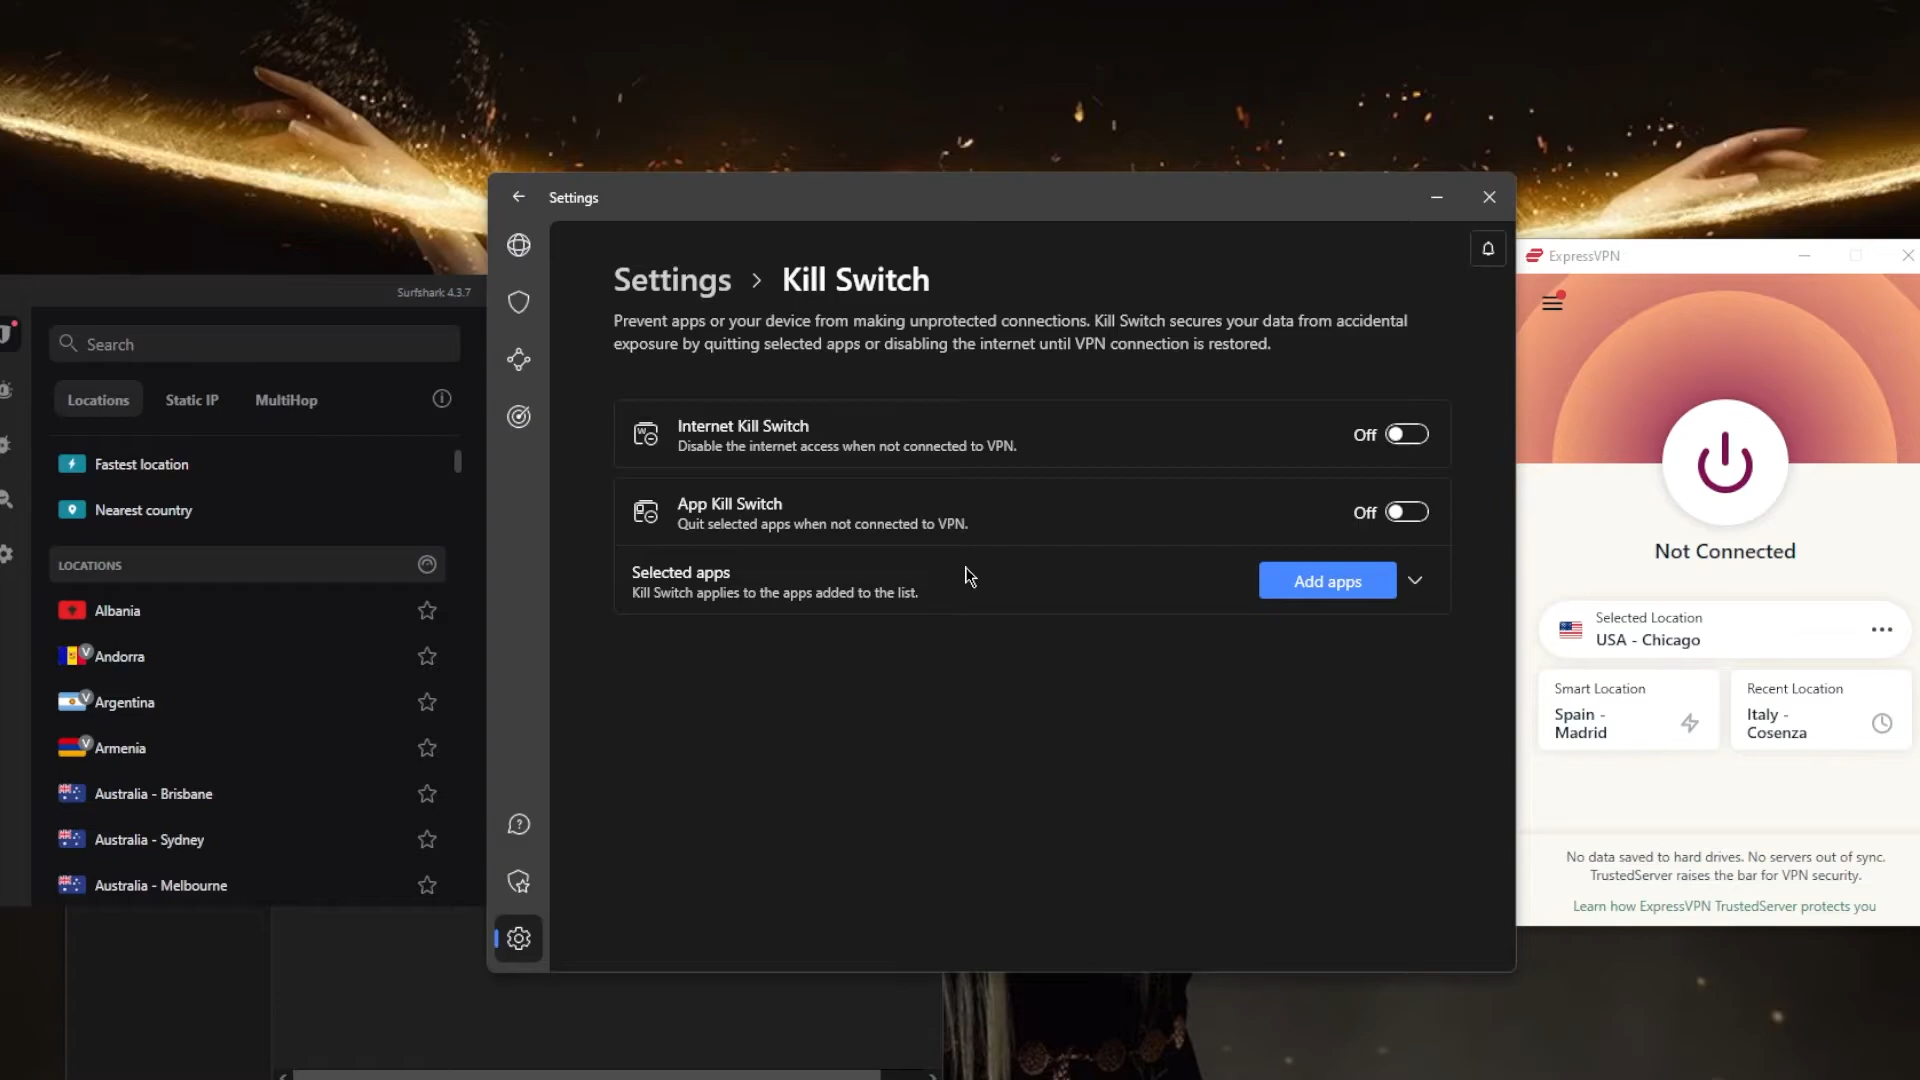 Settings
Settings > Kill Switch
Prevent apps or your device from making unprotected connections. Kill Switch secures your data from accidental
exposure by quitting selected apps or disabling the internet until VPN connection is restored.
Internet Kill Switch
Disable the internet access when not connected to VPN.
Off
App Kill Switch
Quit selected apps when not connected to VPN.
Off
Selected apps
Kill Switch applies to the apps added to the list.
Add apps
Surfshark 4.3.7
Search
Locations
Static IP
MultiHop
Fastest location
Nearest country
LOCATIONS
Albania
V Andorra
V Argentina
V Armenia
Australia - Brisbane
Australia - Sydney
Australia - Melbourne
ExpressVPN
Not Connected
Selected Location
USA - Chicago
Smart Location
Spain -
Madrid
Recent Location
Italy -
Cosenza
No data saved to hard drives. No servers out of sync.
TrustedServer raises the bar for VPN security.
Learn how ExpressVPN TrustedServer protects you